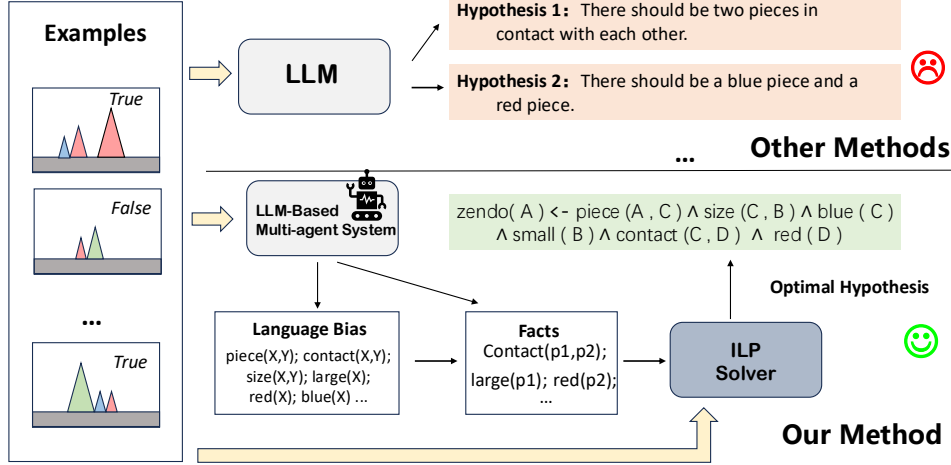 Examples
True
False
...
True
LLM
Hypothesis 1: There should be two pieces in
contact with each other.
Hypothesis 2: There should be a blue piece and a
red piece.
...
Other Methods
LLM-Based
Multi-agent System
zendo( A ) <- piece (A , C ) ∧ size (C , B ) ∧ blue ( C )
∧ small ( B ) ∧ contact (C , D ) ∧ red ( D )
Optimal Hypothesis
Language Bias
piece(X,Y); contact(X,Y);
size(X,Y); large(X);
red(X); blue(X) ...
Facts
Contact(p1,p2);
large(p1); red(p2);
...
ILP
Solver
Our Method